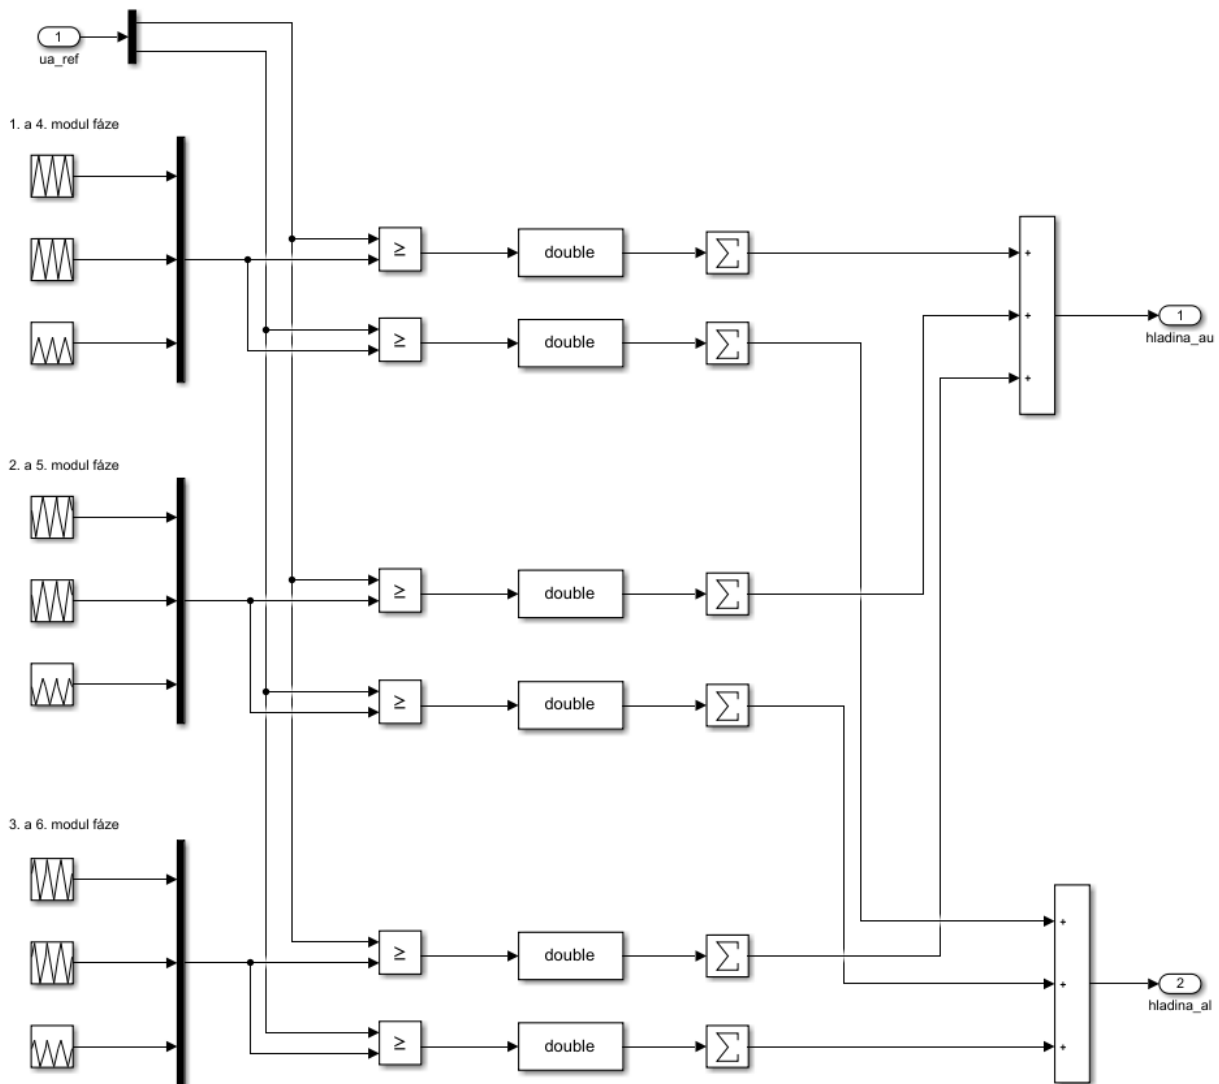 1
ua_ref
1. a 4. modul fáze
≥
double
∑
+
≥
double
∑
+
1
hladina_au
+
2. a 5. modul fáze
≥
double
∑
≥
double
∑
3. a 6. modul fáze
≥
double
∑
+
+
2
hladina_al
≥
double
∑
+